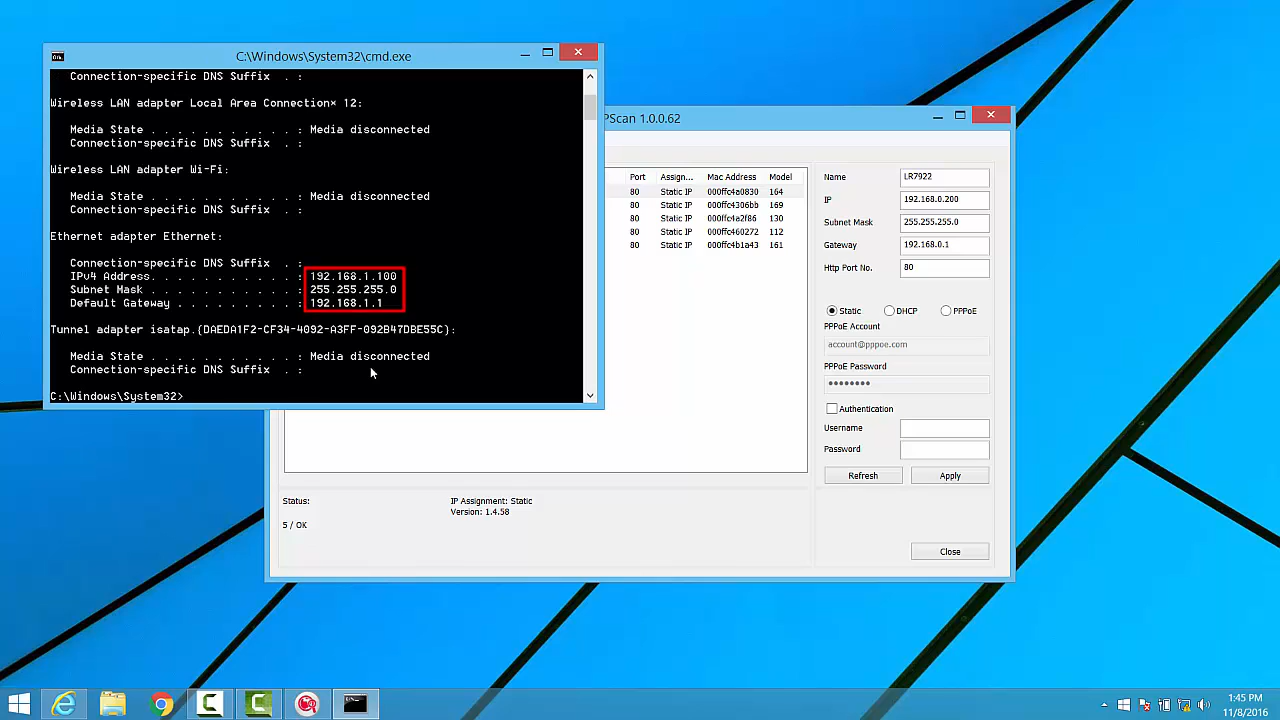 C:\Windows\System32\cmd.exe
Connection-specific DNS Suffix . :
Wireless LAN adapter Local Area Connection* 12:
Media State . . . . . . . . . . . : Media disconnected
Connection-specific DNS Suffix . :
Wireless LAN adapter Wi-Fi:
Media State . . . . . . . . . . . : Media disconnected
Connection-specific DNS Suffix . :
Ethernet adapter Ethernet:
Connection-specific DNS Suffix . :
IPv4 Address. . . . . . . . . . . : 192.168.1.100
Subnet Mask . . . . . . . . . . . : 255.255.255.0
Default Gateway . . . . . . . . . : 192.168.1.1
Tunnel adapter isatap.{DAEDA1F2-CF34-4092-A3FF-092B47DBE55C}:
Media State . . . . . . . . . . . : Media disconnected
Connection-specific DNS Suffix . :
C:\Windows\System32>
PScan 1.0.0.62
Port Assign... Mac Address Model
80 Static IP 000ffc4a0830 164
80 Static IP 000ffc4306bb 169
80 Static IP 000ffc4a2f86 130
80 Static IP 000ffc460272 112
80 Static IP 000ffc4b1a43 161
Name LR7922
IP 192.168.0.200
Subnet Mask 255.255.255.0
Gateway 192.168.0.1
Http Port No. 80
Static DHCP PPPoE
PPPoE Account
account@pppoe.com
PPPoE Password
Authentication
Username
Password
Refresh Apply
Status: IP Assignment: Static
Version: 1.4.58
5 / OK
Close
1:45 PM
11/8/2016